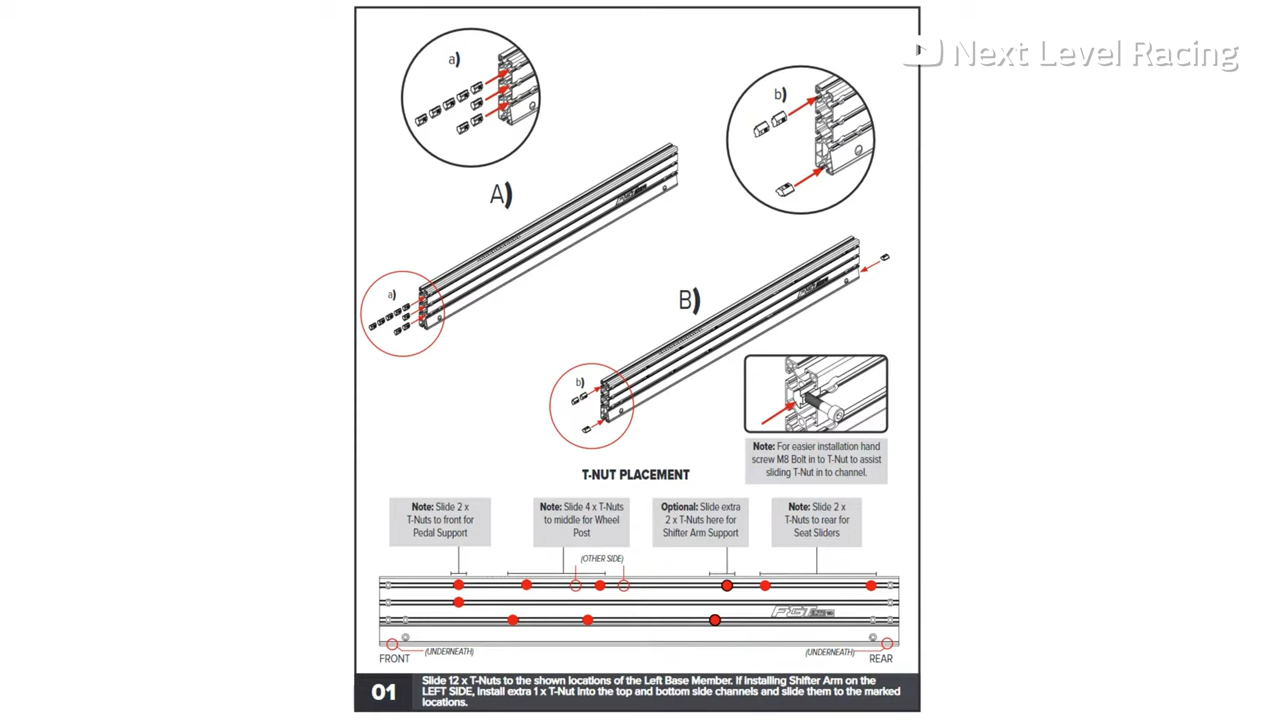 Next Level Racing
a)
b)
A)
a)
B)
b)
Note: For easier installation hand
screw M8 Bolt in to T-Nut to assist
sliding T-Nut in to channel.
T-NUT PLACEMENT
Note: Slide 2 x
T-Nuts to front for
Pedal Support
Note: Slide 4 x T-Nuts
to middle for Wheel
Post
Optional: Slide extra
2 x T-Nuts here for
Shifter Arm Support
Note: Slide 2 x
T-Nuts to rear for
Seat Sliders
(OTHER SIDE)
(UNDERNEATH)
(UNDERNEATH)
FRONT
REAR
01
Slide 12 x T-Nuts to the shown locations of the Left Base Member. If installing Shifter Arm on the
LEFT SIDE, install extra 1 x T-Nut into the top and bottom side channels and slide them to the marked
locations.